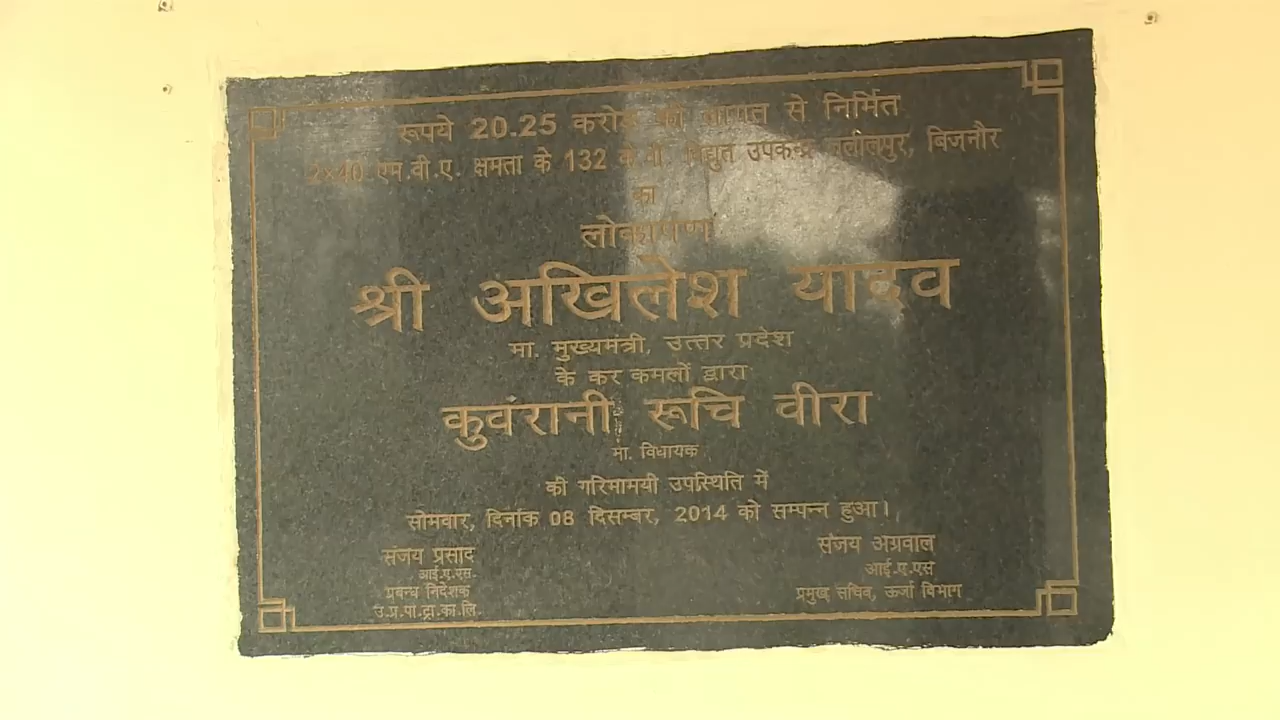 रूपये 20.25 करोड़ की लागत से निर्मित
2x40 एम.वी.ए. क्षमता के 132 के.वी. विद्युत उपकेन्द्र जलीलपुर, बिजनौर
का
लोकार्पण
श्री अखिलेश यादव
मा. मुख्यमंत्री, उत्तर प्रदेश
के कर कमलों द्वारा
कुवंरानी रूचि वीरा
मा. विधायक
की गरिमामयी उपस्थिति में
सोमवार, दिनांक 08 दिसम्बर, 2014 को सम्पन्न हुआ।
संजय प्रसाद
आई.ए.एस.
प्रबन्ध निदेशक
उ.प्र.पा.ट्रा.का.लि.
संजय अग्रवाल
आई.ए.एस
प्रमुख सचिव, ऊर्जा विभाग